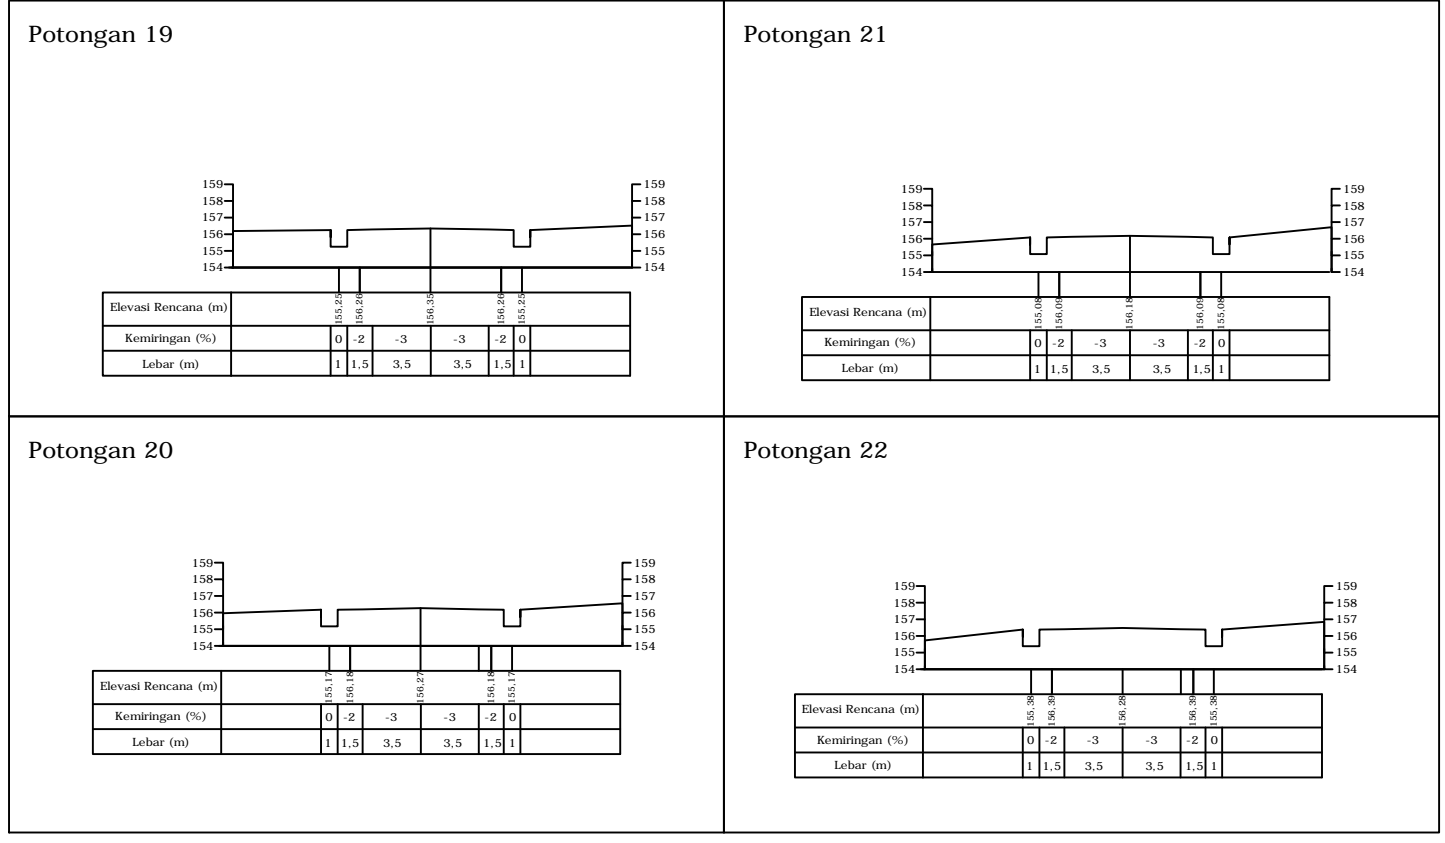 Potongan 19
159 159
158 158
157 157
156 156
155 155
154 154
Elevasi Rencana (m) 155,25 156,26 156,35 156,26 155,25
Kemiringan (%) 0 -2 -3 -3 -2 0
Lebar (m) 1 1,5 3,5 3,5 1,5 1
Potongan 21
159 159
158 158
157 157
156 156
155 155
154 154
Elevasi Rencana (m) 155,08 156,09 156,18 156,09 155,08
Kemiringan (%) 0 -2 -3 -3 -2 0
Lebar (m) 1 1,5 3,5 3,5 1,5 1
Potongan 20
159 159
158 158
157 157
156 156
155 155
154 154
Elevasi Rencana (m) 155,17 156,18 156,27 156,18 155,17
Kemiringan (%) 0 -2 -3 -3 -2 0
Lebar (m) 1 1,5 3,5 3,5 1,5 1
Potongan 22
159 159
158 158
157 157
156 156
155 155
154 154
Elevasi Rencana (m) 155,38 156,39 156,28 156,39 155,38
Kemiringan (%) 0 -2 -3 -3 -2 0
Lebar (m) 1 1,5 3,5 3,5 1,5 1